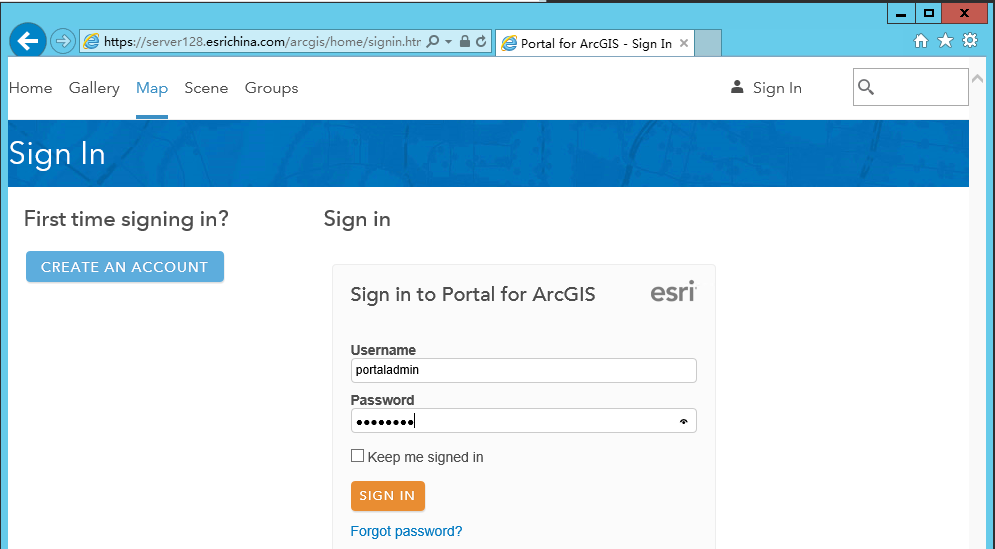 https://server128.esrichina.com/arcgis/home/signin.htr
Portal for ArcGIS - Sign In
Home Gallery Map Scene Groups Sign In
Sign In
First time signing in?
CREATE AN ACCOUNT
Sign in
Sign in to Portal for ArcGIS
esri
Username
portaladmin
Password
••••••••
Keep me signed in
SIGN IN
Forgot password?